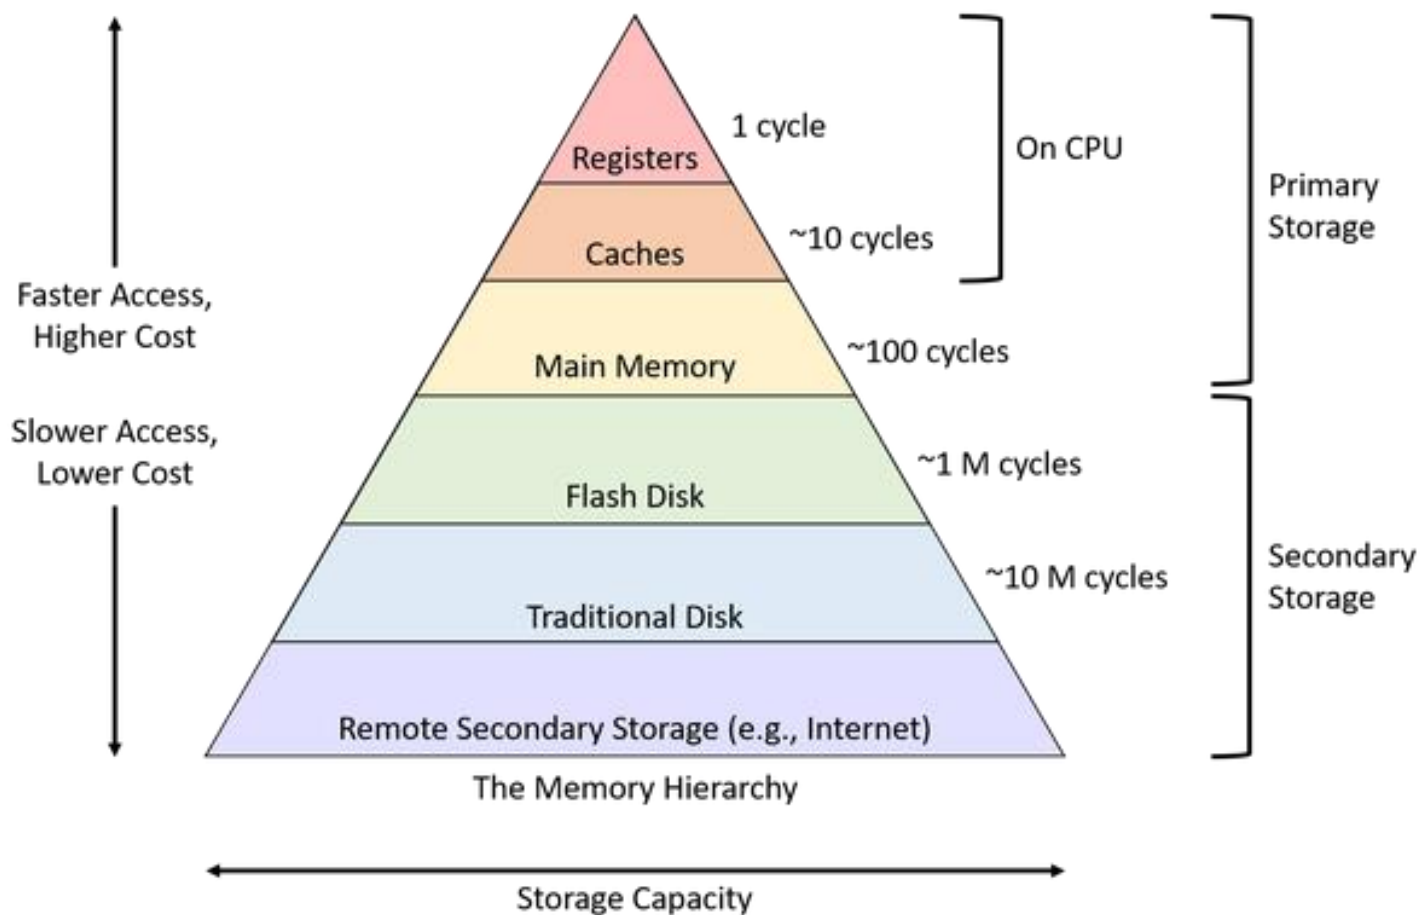 1 cycle
Registers
On CPU
Primary
Storage
~10 cycles
Caches
Faster Access,
Higher Cost
~100 cycles
Main Memory
Slower Access,
Lower Cost
~1 M cycles
Flash Disk
~10 M cycles
Secondary
Storage
Traditional Disk
Remote Secondary Storage (e.g., Internet)
The Memory Hierarchy
Storage Capacity